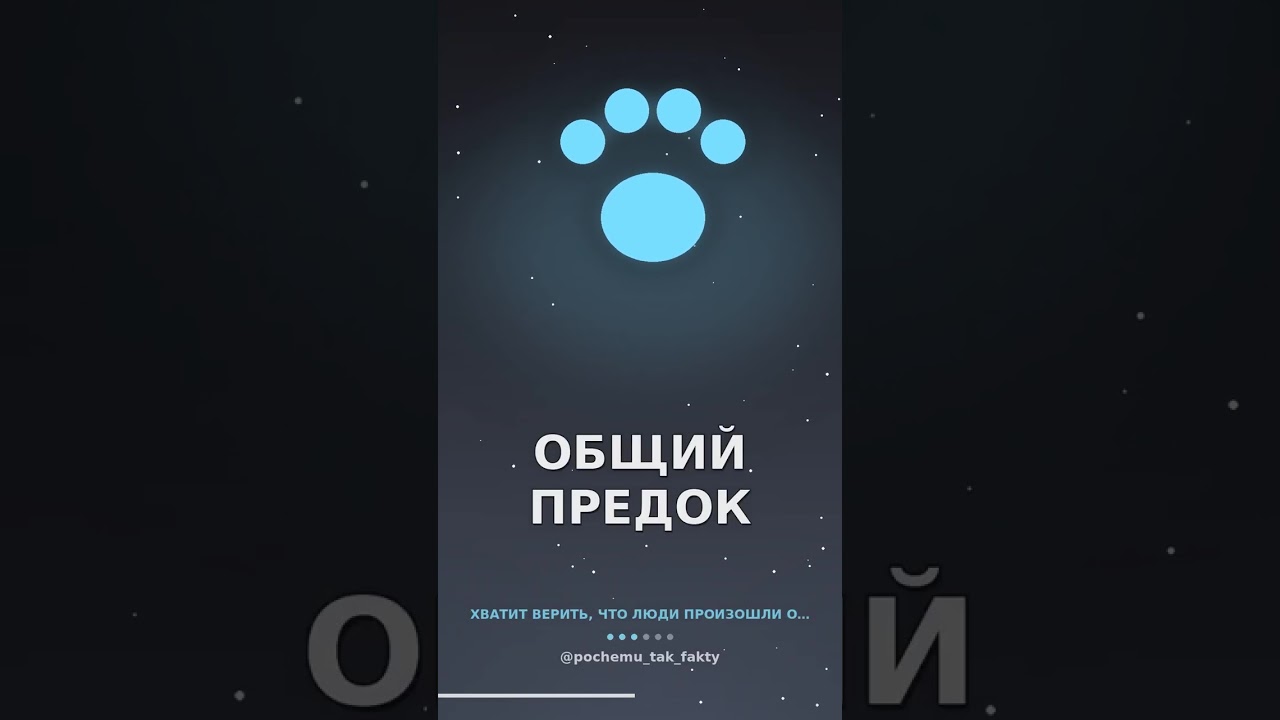 ОБЩИЙ
ПРЕДОК
ХВАТИТ ВЕРИТЬ, ЧТО ЛЮДИ ПРОИЗОШЛИ О...
@pochemu_tak_fakty
О Й